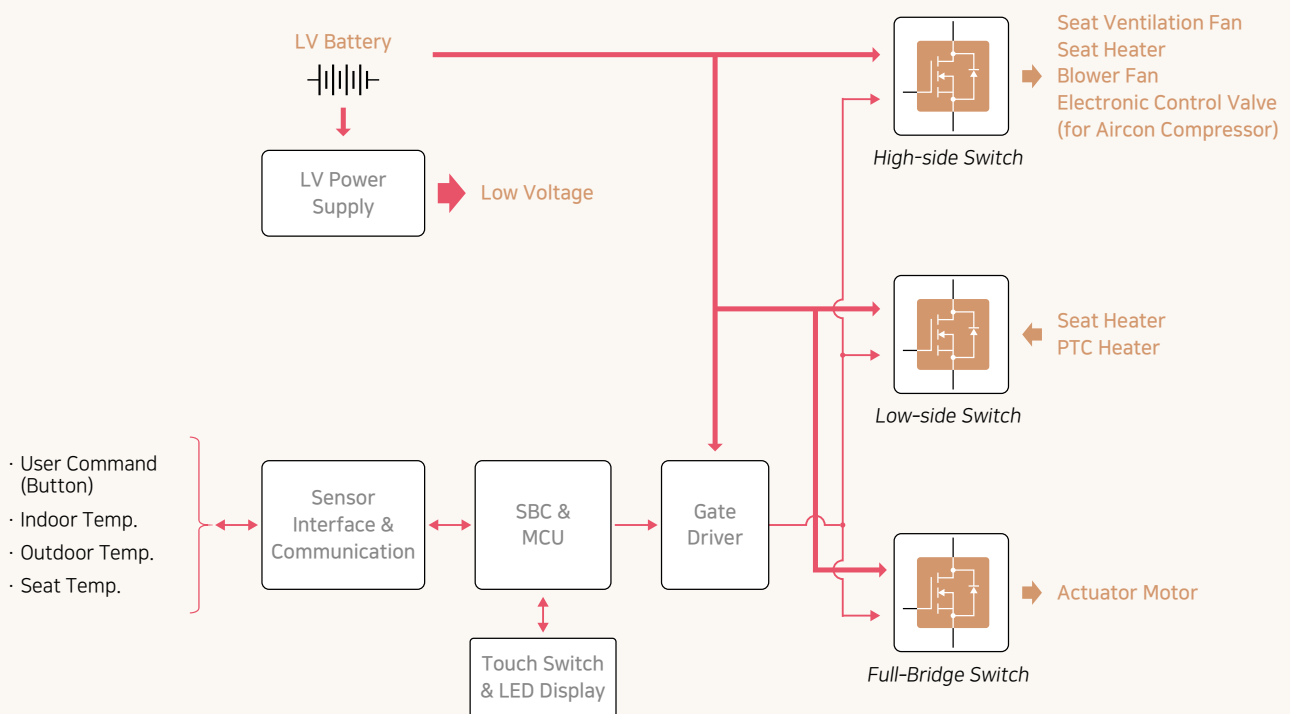 LV Battery
LV Power
Supply
Low Voltage
High-side Switch
Seat Ventilation Fan
Seat Heater
Blower Fan
Electronic Control Valve
(for Aircon Compressor)
Low-side Switch
Seat Heater
PTC Heater
· User Command
(Button)
· Indoor Temp.
· Outdoor Temp.
· Seat Temp.
Sensor
Interface &
Communication
SBC &
MCU
Gate
Driver
Touch Switch
& LED Display
Full-Bridge Switch
Actuator Motor